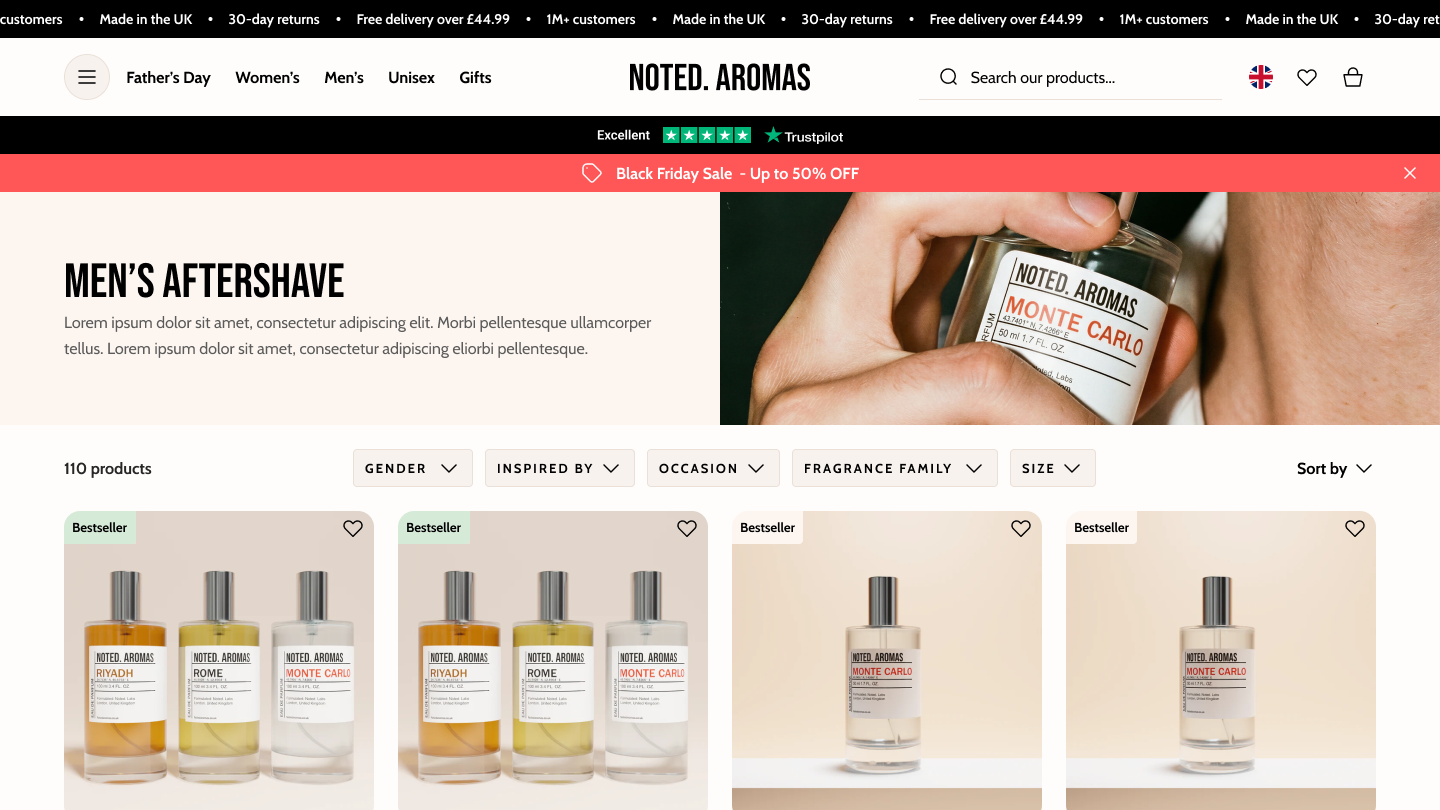 customers • Made in the UK • 30-day returns • Free delivery over £44.99 • 1M+ customers • Made in the UK • 30-day returns • Free delivery over £44.99 • 1M+ customers • Made in the UK • 30-day ret
Father's Day Women's Men's Unisex Gifts
NOTED. AROMAS
Search our products...
Excellent Trustpilot
Black Friday Sale - Up to 50% OFF
MEN'S AFTERSHAVE
Lorem ipsum dolor sit amet, consectetur adipiscing elit. Morbi pellentesque ullamcorper
tellus. Lorem ipsum dolor sit amet, consectetur adipiscing eliorbi pellentesque.
NOTED. AROMAS
MONTE CARLO
43.7401° N, 7.4266° E
50 ml 1.7 FL. OZ.
110 products
GENDER
INSPIRED BY
OCCASION
FRAGRANCE FAMILY
SIZE
Sort by
Bestseller
NOTED. AROMAS
RIYADH
NOTED. AROMAS
ROME
NOTED. AROMAS
MONTE CARLO
Bestseller
NOTED. AROMAS
RIYADH
NOTED. AROMAS
ROME
NOTED. AROMAS
MONTE CARLO
Bestseller
NOTED. AROMAS
MONTE CARLO
Bestseller
NOTED. AROMAS
MONTE CARLO